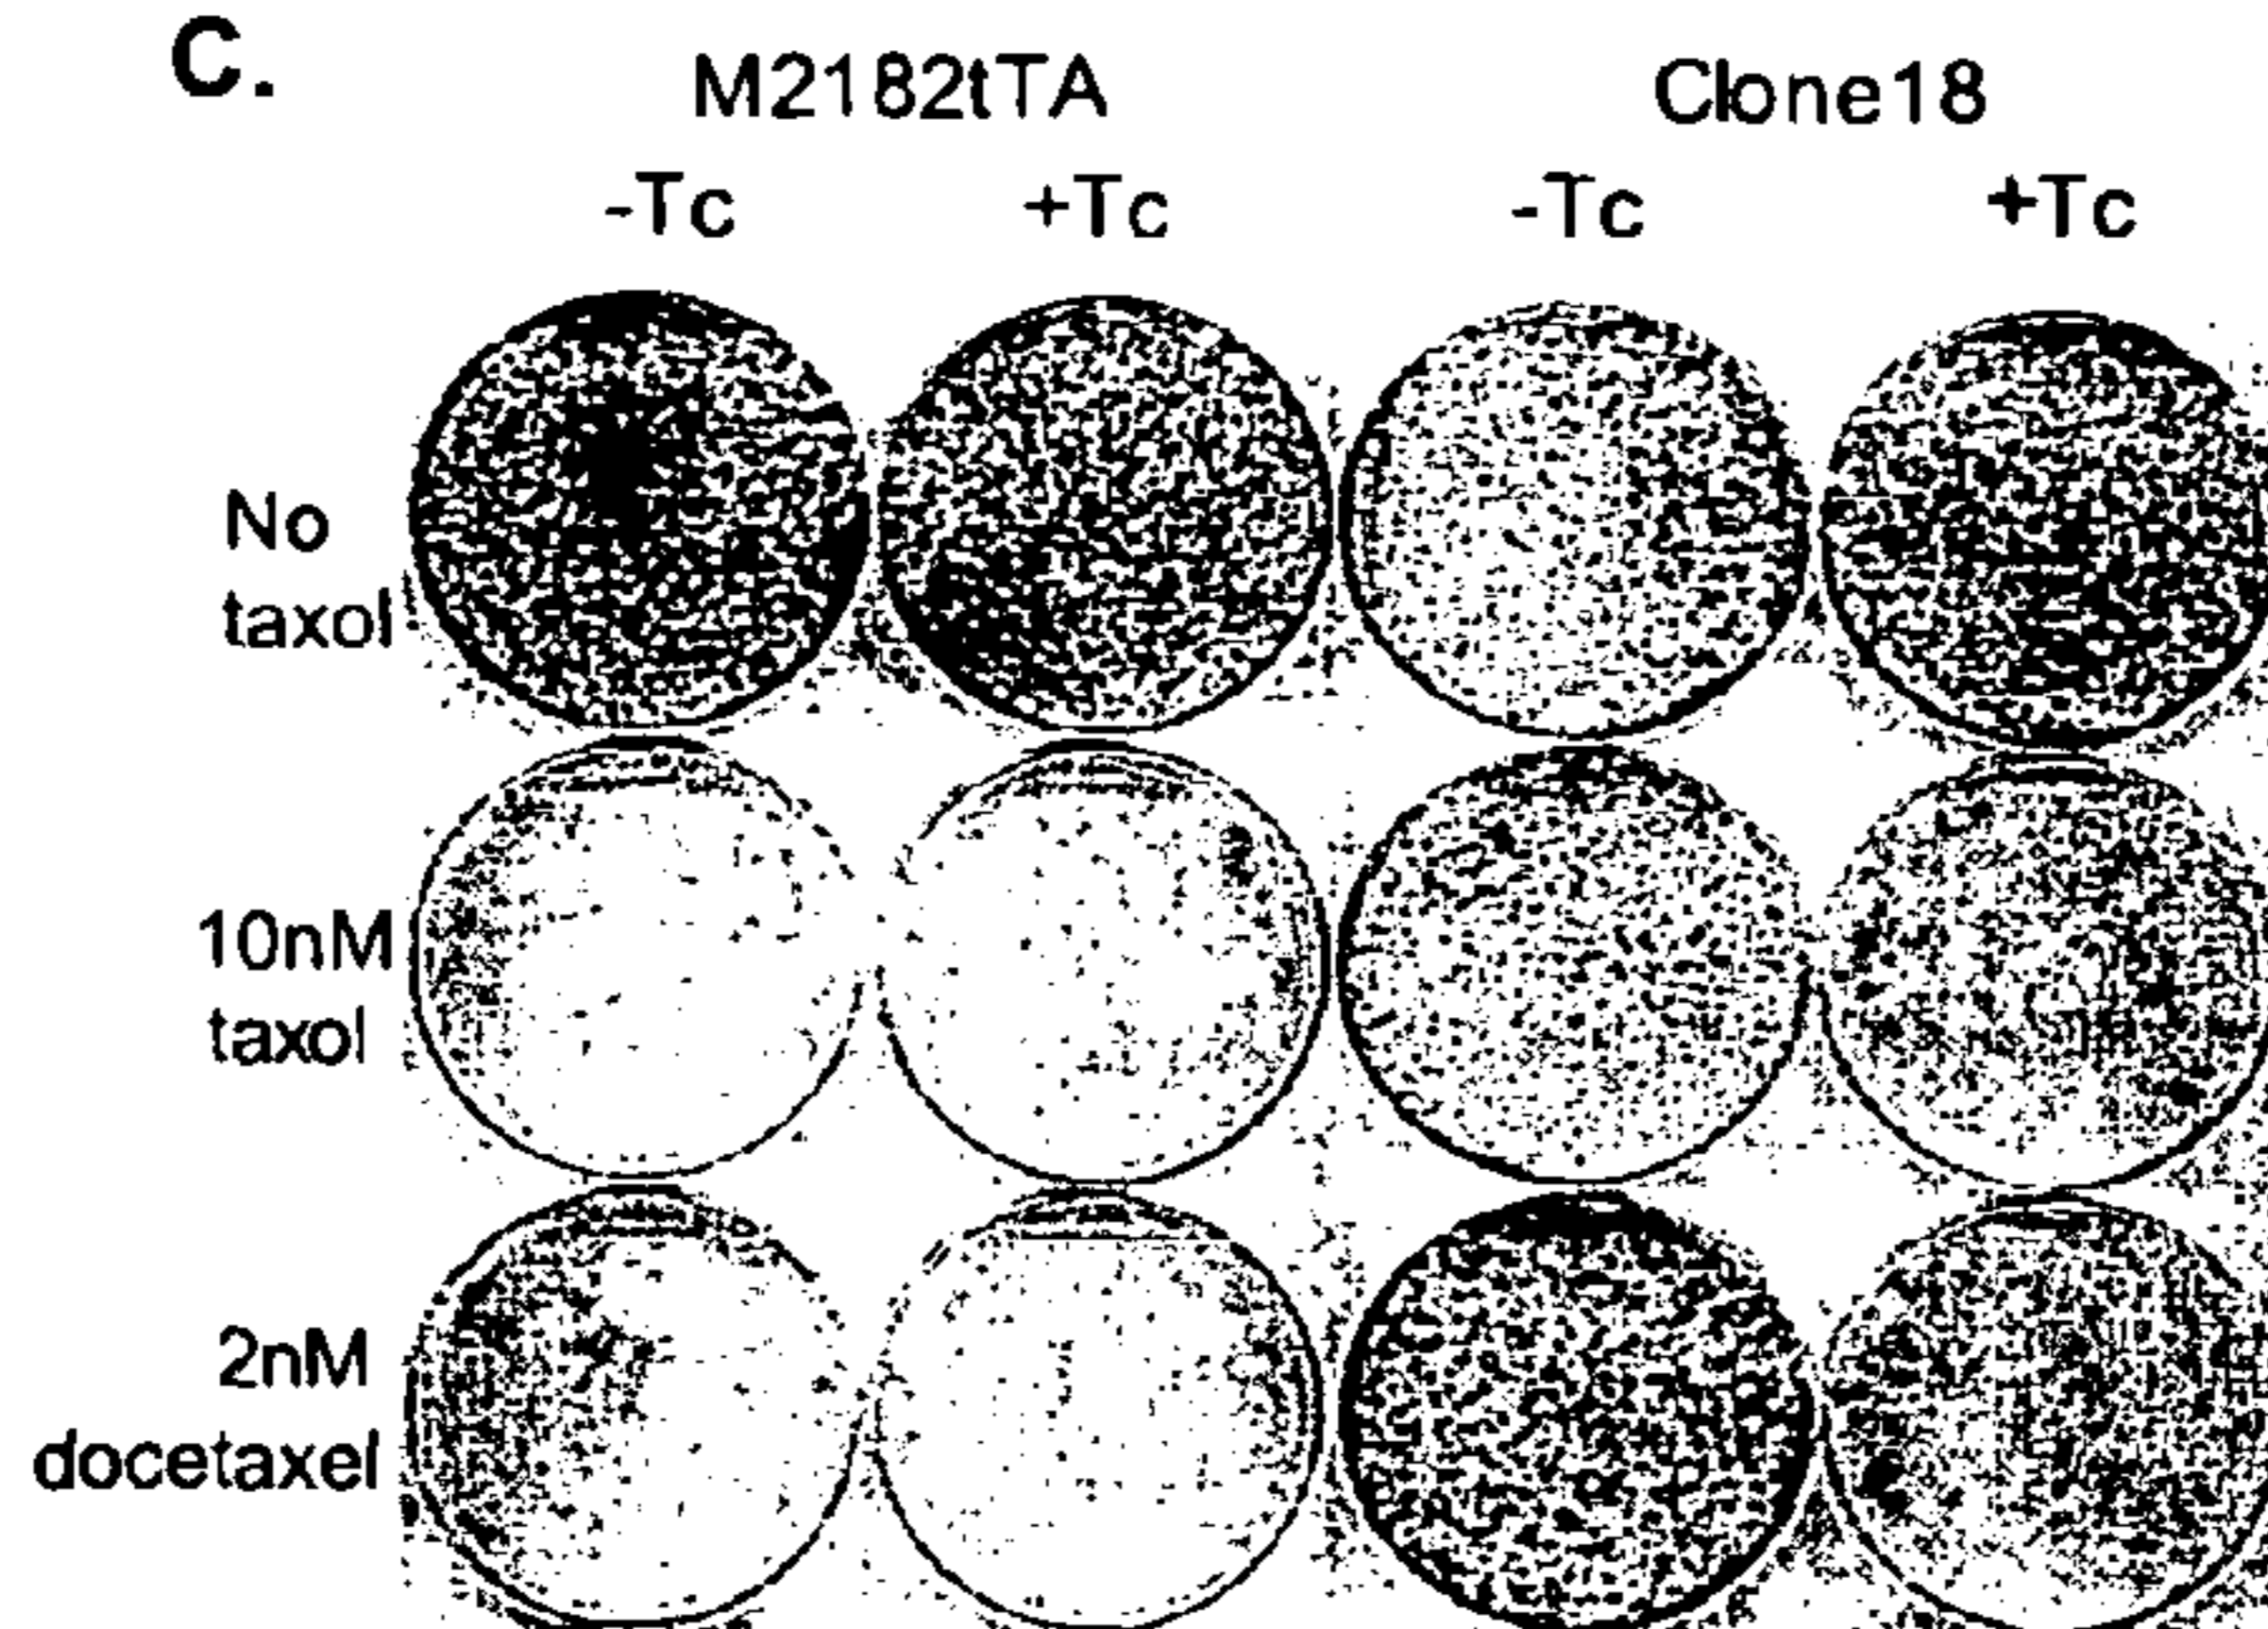 C.
M2182tTA Clone18
-Tc +Tc -Tc +Tc
No
taxol
10nM
taxol
2nM
docetaxel